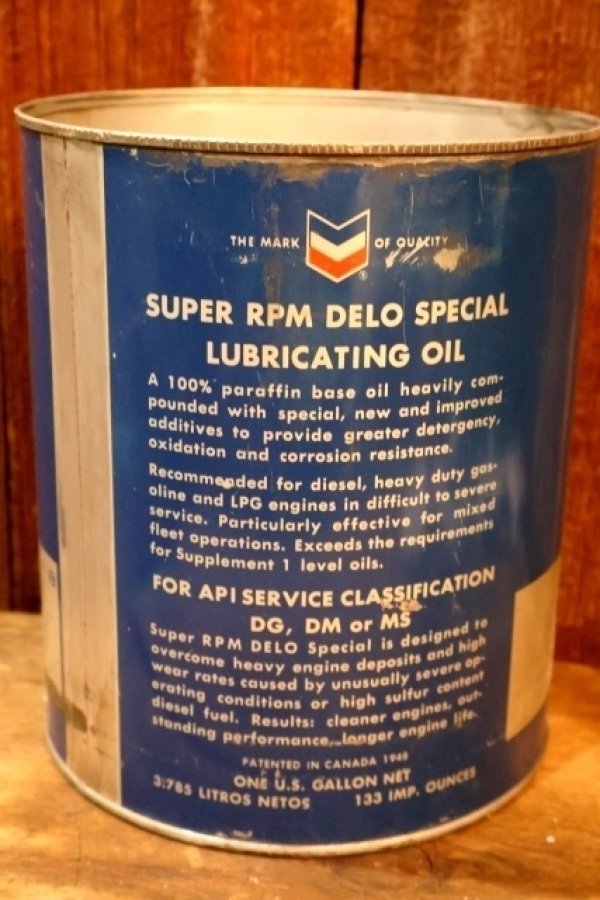 THE MARK OF QUALITY
®
SUPER RPM DELO SPECIAL
LUBRICATING OIL
A 100% paraffin base oil heavily com-
pounded with special, new and improved
additives to provide greater detergency,
oxidation and corrosion resistance.
Recommended for diesel, heavy duty gas-
oline and LPG engines in difficult to severe
service. Particularly effective for mixed
fleet operations. Exceeds the requirements
for Supplement 1 level oils.
FOR API SERVICE CLASSIFICATION
DG, DM or MS
Super RPM DELO Special is designed to
overcome heavy engine deposits and high
wear rates caused by unusually severe op-
erating conditions or high sulfur content
diesel fuel. Results: cleaner engines, out-
standing performance, longer engine life.
PATENTED IN CANADA 1948
ONE U.S. GALLON NET
3.785 LITROS NETOS 133 IMP. OUNCES